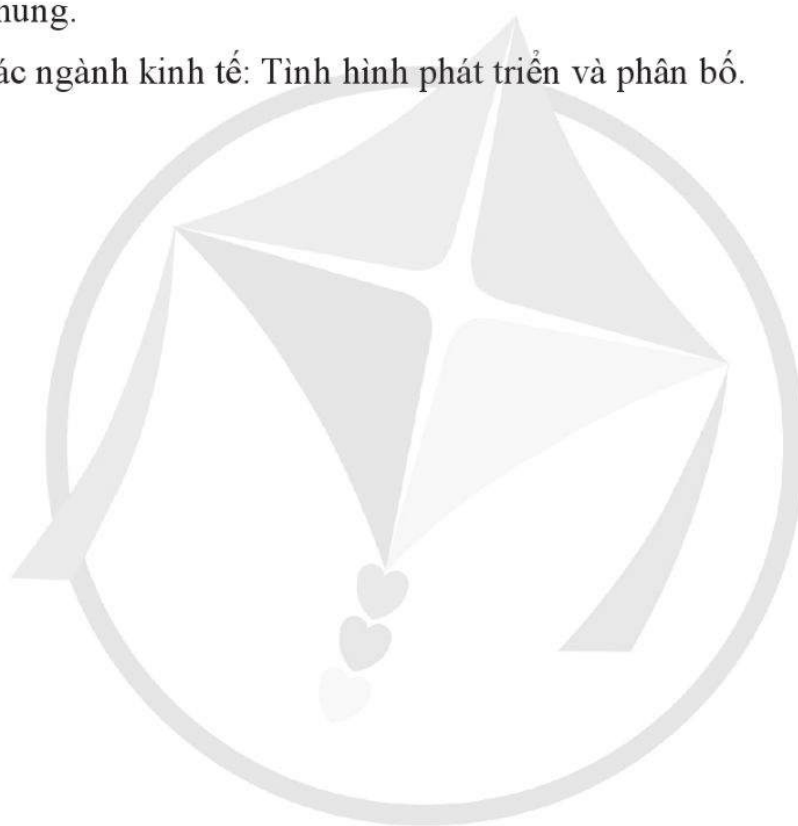 hung.
ác ngành kinh tế: Tình hình phát triển và phân bố.